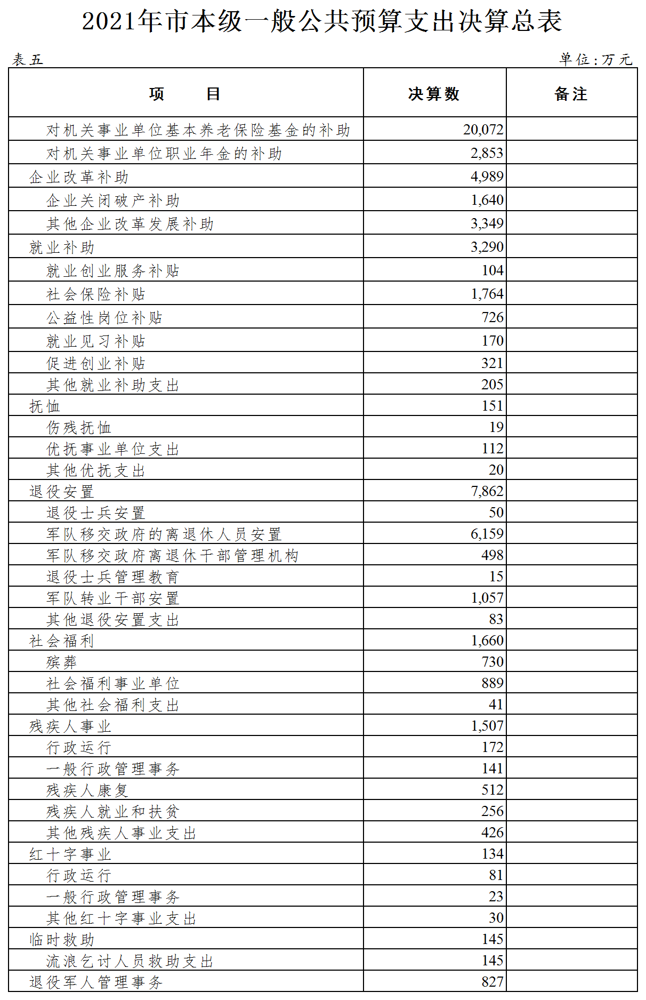 2021年市本级一般公共预算支出决算总表
表五 单位:万元
项 目 决算数 备注
对机关事业单位基本养老保险基金的补助 20,072
对机关事业单位职业年金的补助 2,853
企业改革补助 4,989
企业关闭破产补助 1,640
其他企业改革发展补助 3,349
就业补助 3,290
就业创业服务补贴 104
社会保险补贴 1,764
公益性岗位补贴 726
就业见习补贴 170
促进创业补贴 321
其他就业补助支出 205
抚恤 151
伤残抚恤 19
优抚事业单位支出 112
其他优抚支出 20
退役安置 7,862
退役士兵安置 50
军队移交政府的离退休人员安置 6,159
军队移交政府离退休干部管理机构 498
退役士兵管理教育 15
军队转业干部安置 1,057
其他退役安置支出 83
社会福利 1,660
殡葬 730
社会福利事业单位 889
其他社会福利支出 41
残疾人事业 1,507
行政运行 172
一般行政管理事务 141
残疾人康复 512
残疾人就业和扶贫 256
其他残疾人事业支出 426
红十字事业 134
行政运行 81
一般行政管理事务 23
其他红十字事业支出 30
临时救助 145
流浪乞讨人员救助支出 145
退役军人管理事务 827